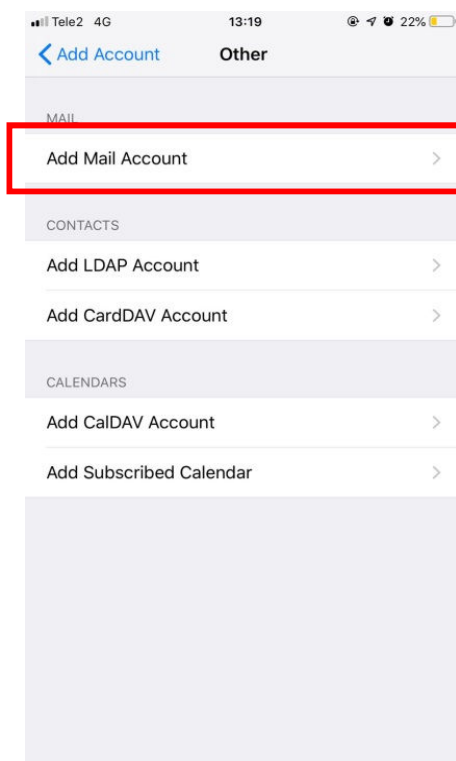 Tele2 4G 13:19 22%
Add Account Other
MAIL
Add Mail Account
CONTACTS
Add LDAP Account
Add CardDAV Account
CALENDARS
Add CalDAV Account
Add Subscribed Calendar